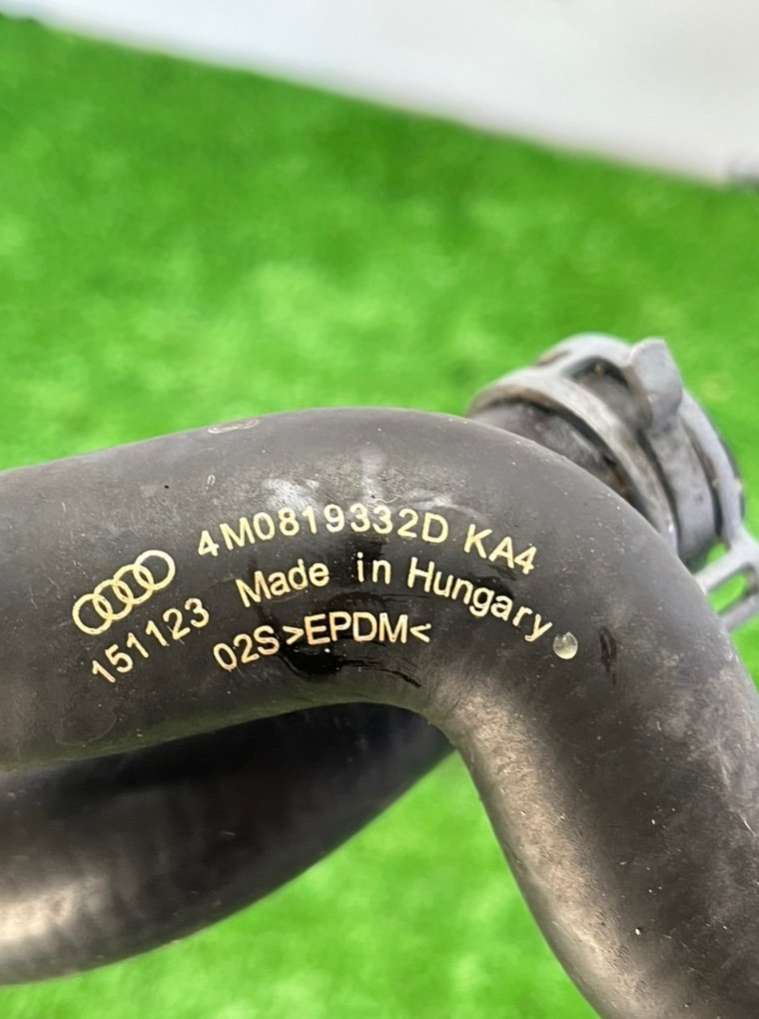 4M0819332D KA4
151123 Made in Hungary
02S >EPDM<